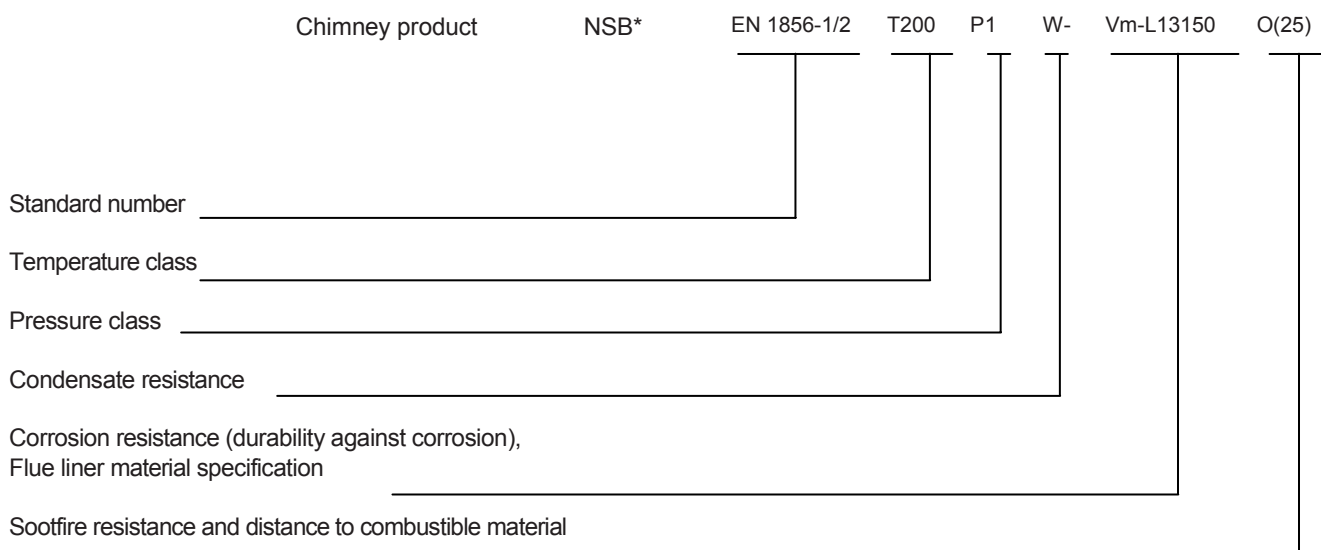 Chimney product NSB* EN 1856-1/2 T200 P1 W- Vm-L13150 O(25)
Standard number
Temperature class
Pressure class
Condensate resistance
Corrosion resistance (durability against corrosion),
Flue liner material specification
Sootfire resistance and distance to combustible material